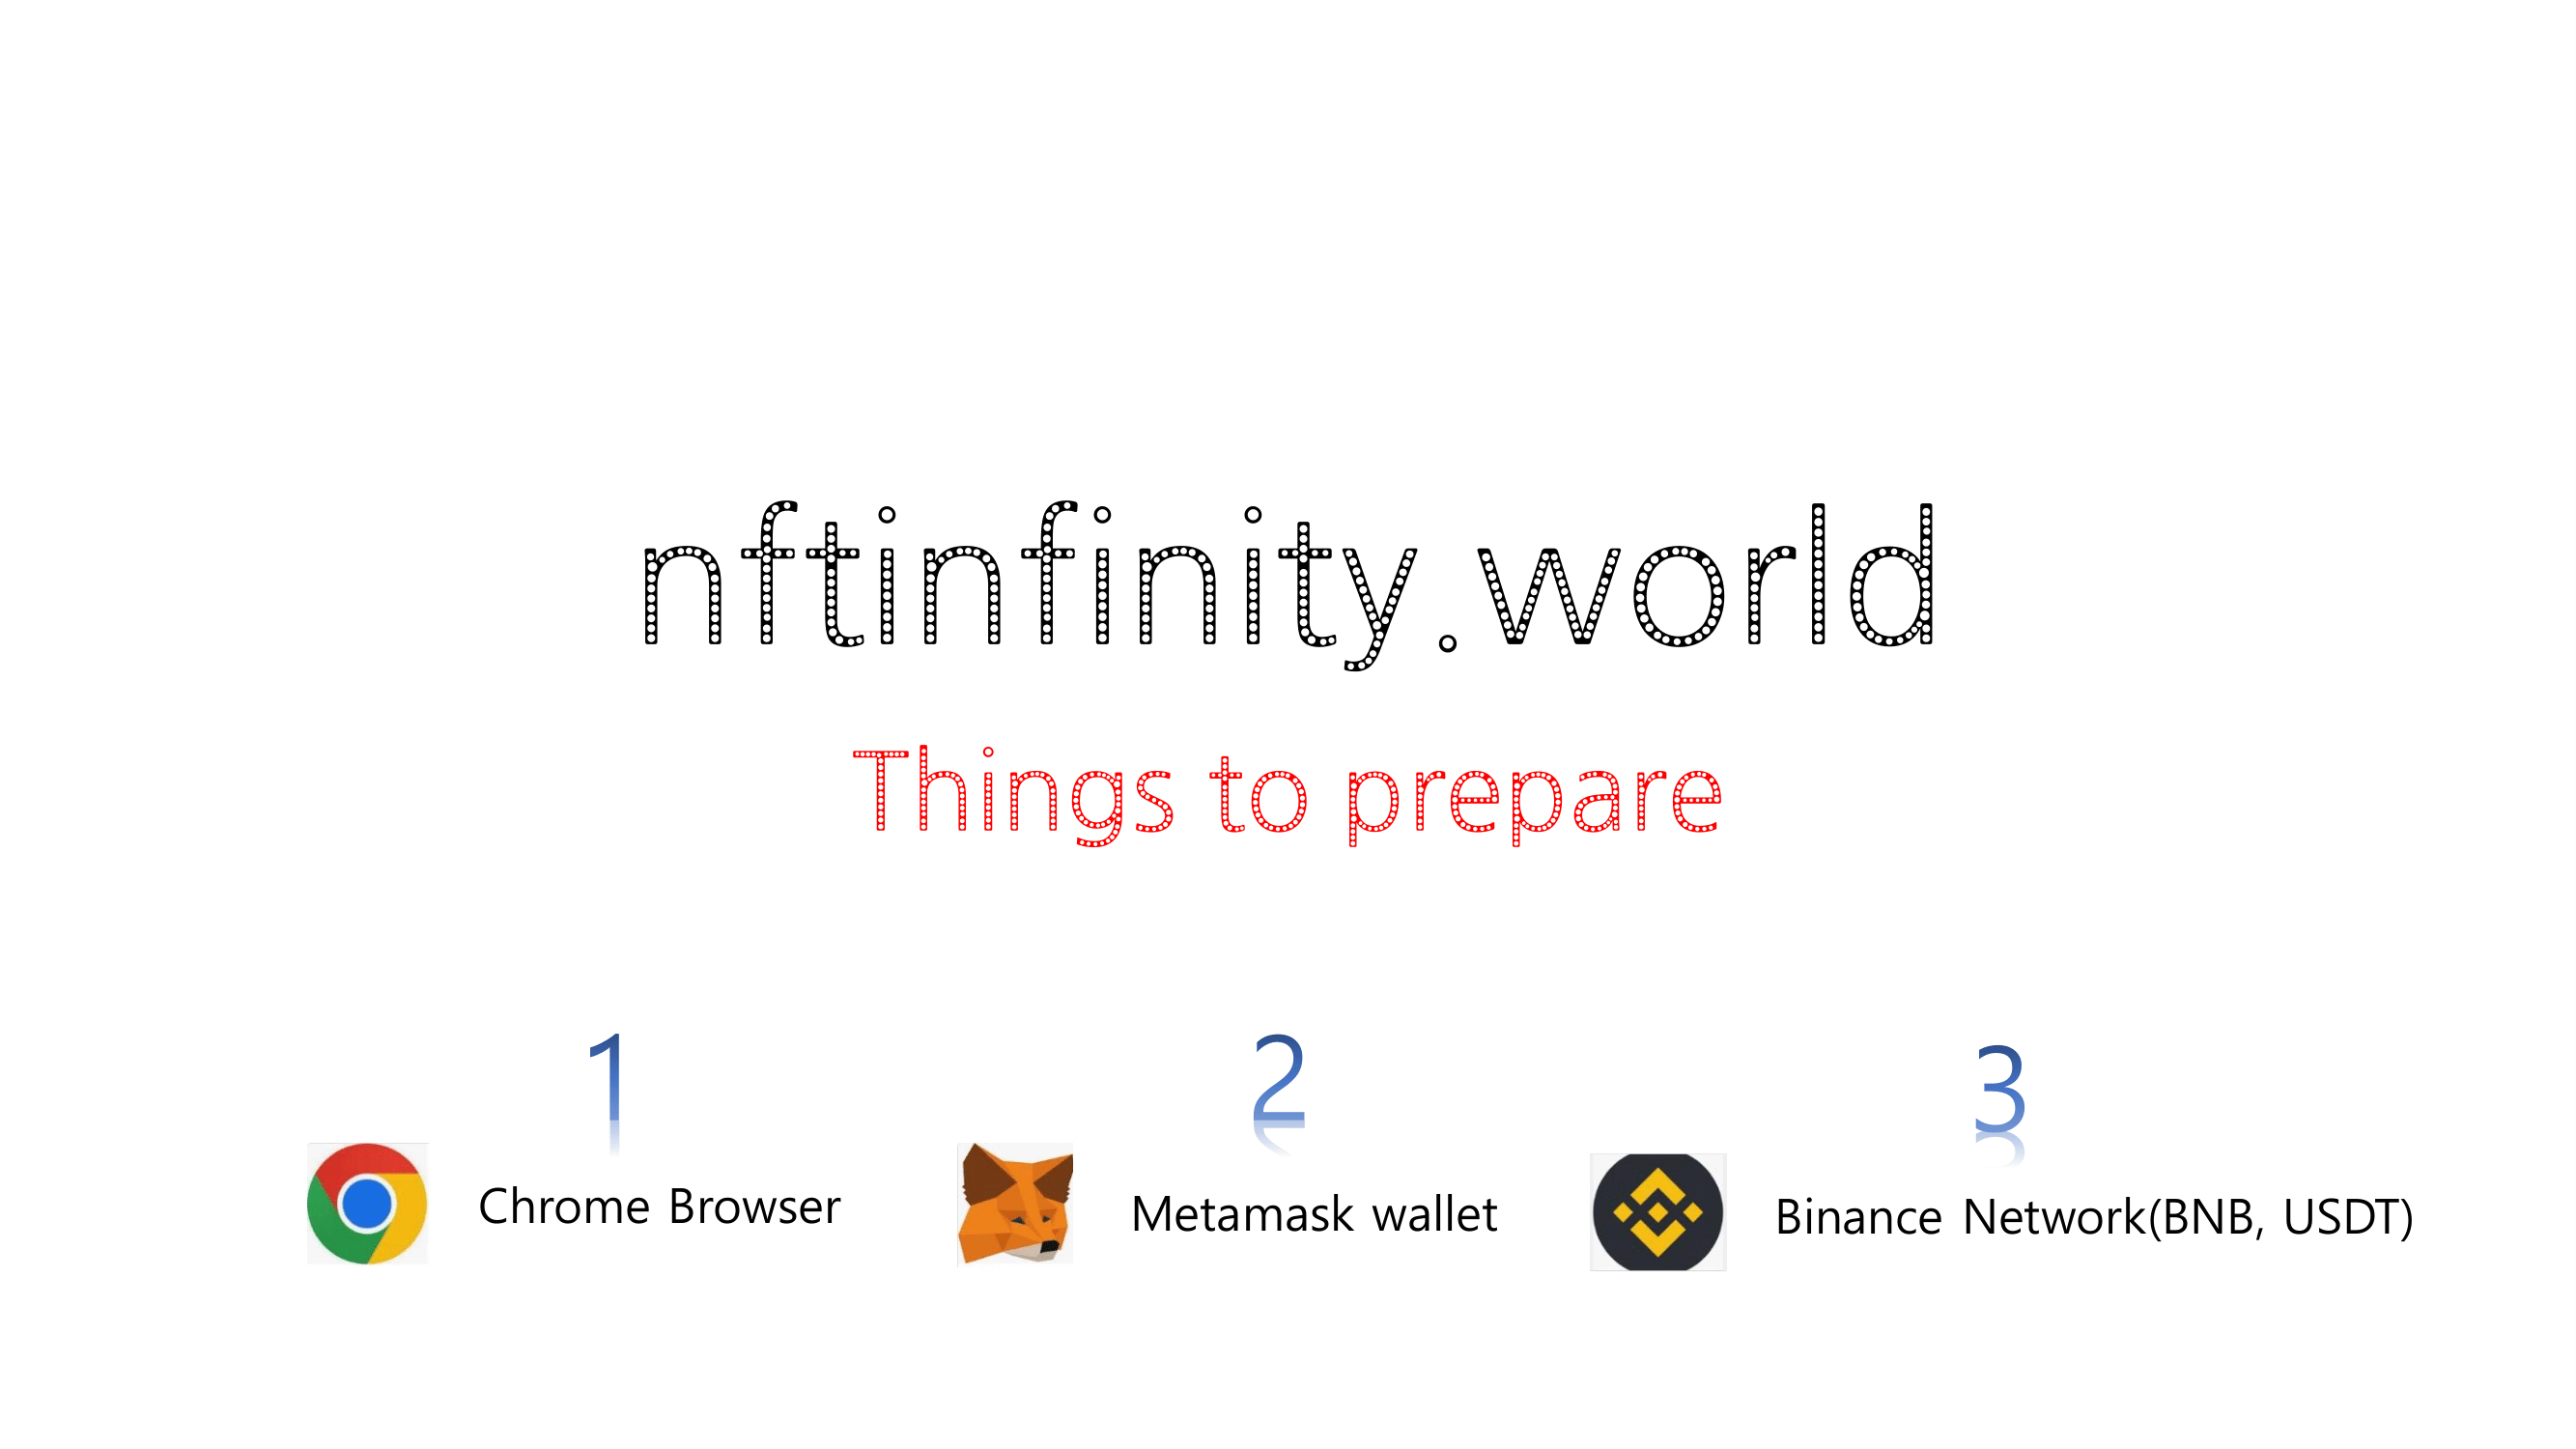 nftinfinity.world
Things to prepare
1
2
3
Chrome Browser
Metamask wallet
Binance Network(BNB, USDT)